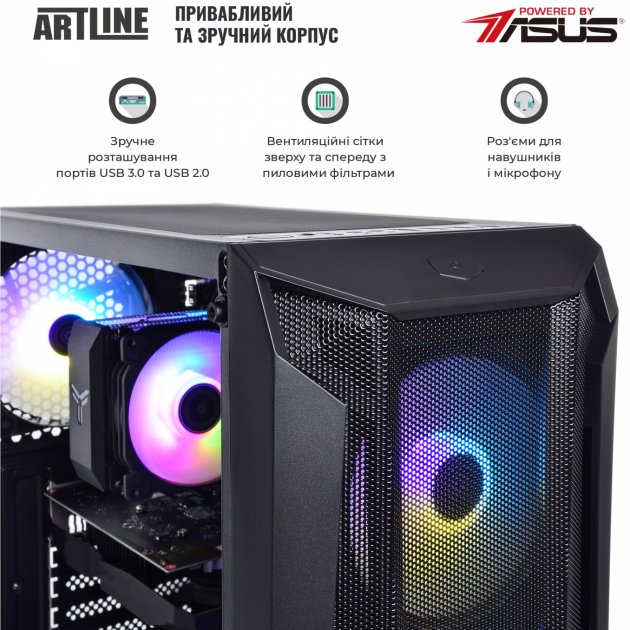 ARTLINE
ПРИВАБЛИВИЙ
ТА ЗРУЧНИЙ КОРПУС
POWERED BY
ASUS®
Зручне
розташування
портів USB 3.0 та USB 2.0
Вентиляційні сітки
зверху та спереду з
пиловими фільтрами
Роз'єми для
навушників
і мікрофону